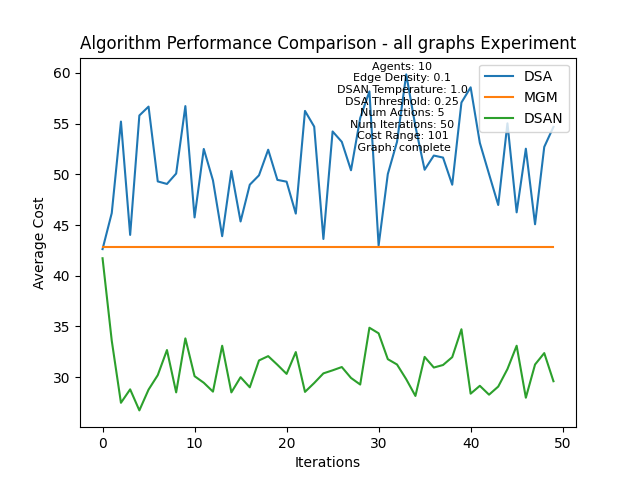 Algorithm Performance Comparison - all graphs Experiment
Agents: 10
Edge Density: 0.1
DSAN Temperature: 1.0
DSA Threshold: 0.25
Num Actions: 5
Num Iterations: 50
Cost Range: 101
Graph: complete
DSA
MGM
DSAN
Average Cost
60
55
50
45
40
35
30
0
10
20
30
40
50
Iterations